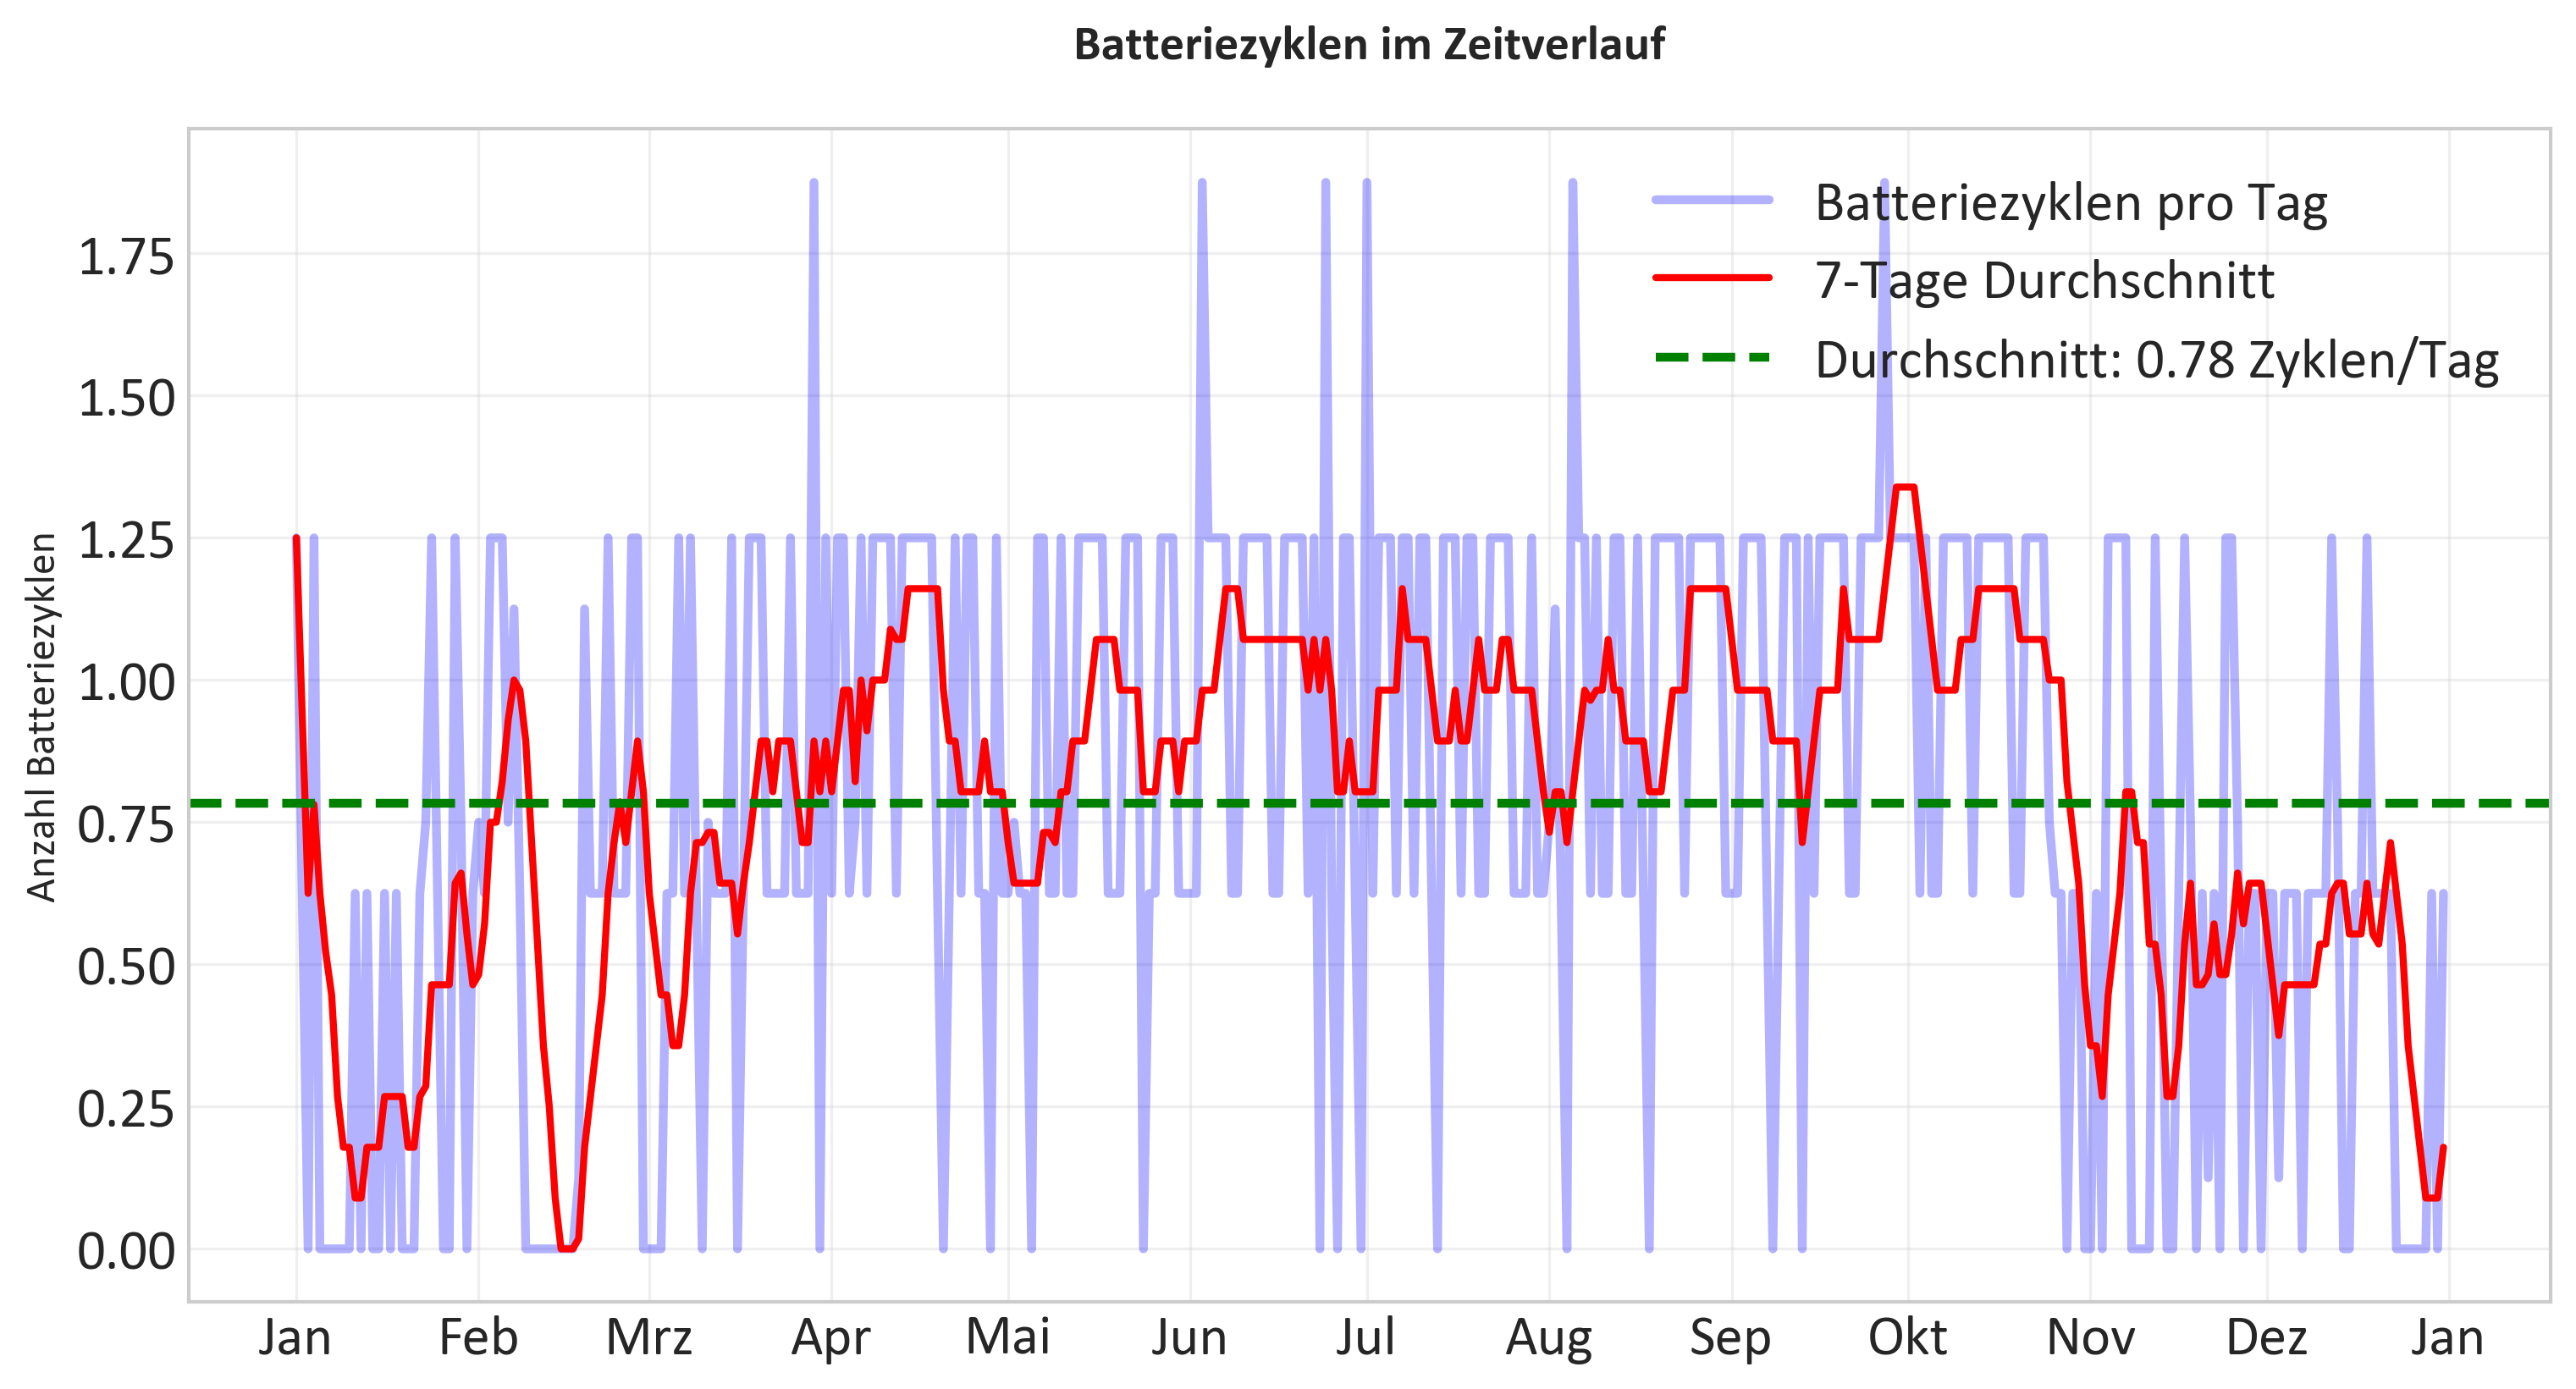 Batteriezyklen im Zeitverlauf
Batteriezyklen pro Tag
7-Tage Durchschnitt
Durchschnitt: 0.78 Zyklen/Tag
Anzahl Batteriezyklen
1.75
1.50
1.25
1.00
0.75
0.50
0.25
0.00
Jan Feb Mrz Apr Mai Jun Jul Aug Sep Okt Nov Dez Jan